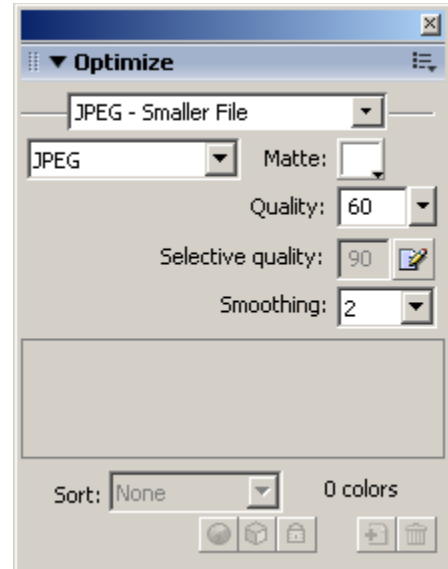 Optimize
JPEG - Smaller File
JPEG Matte:
Quality: 60
Selective quality: 90
Smoothing: 2
Sort: None 0 colors